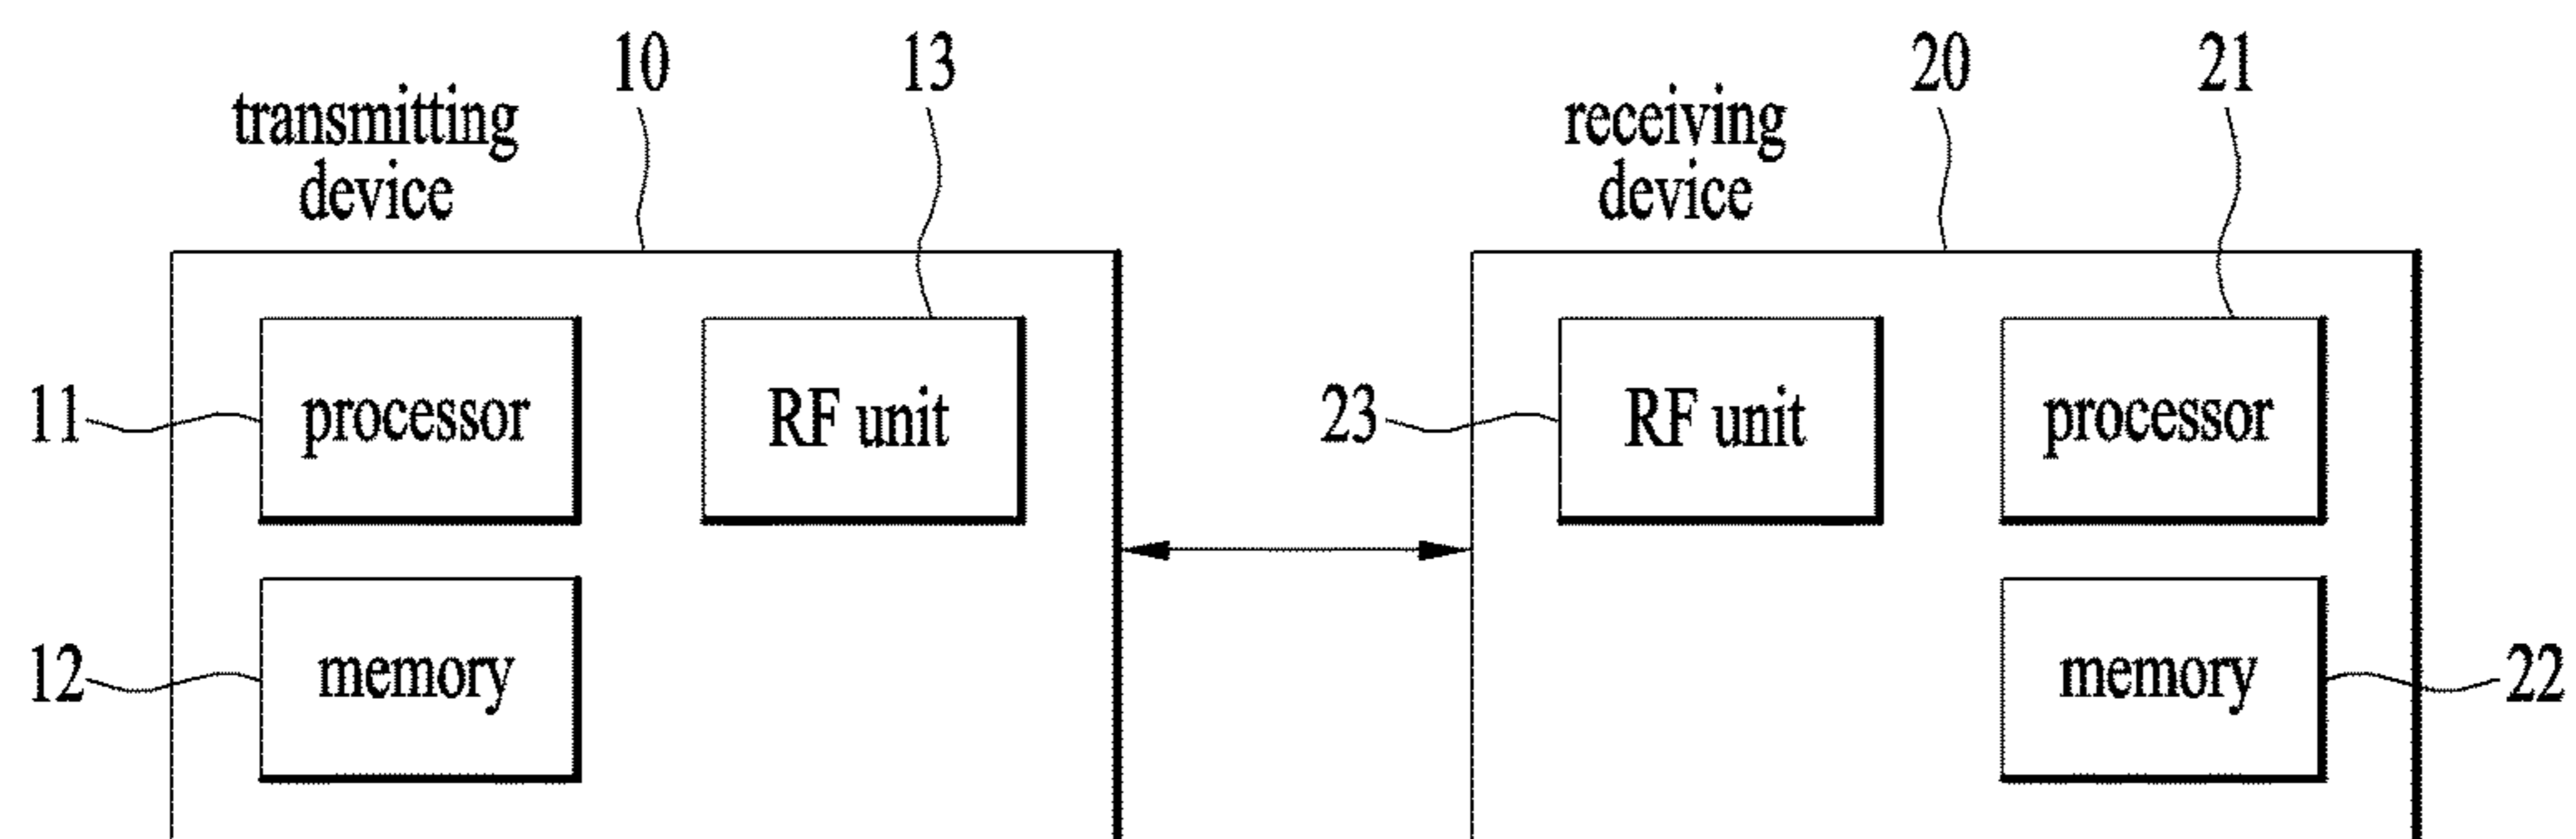 10
13
20
21
transmitting
device
receiving
device
11
processor
RF unit
23
RF unit
processor
12
memory
memory
22